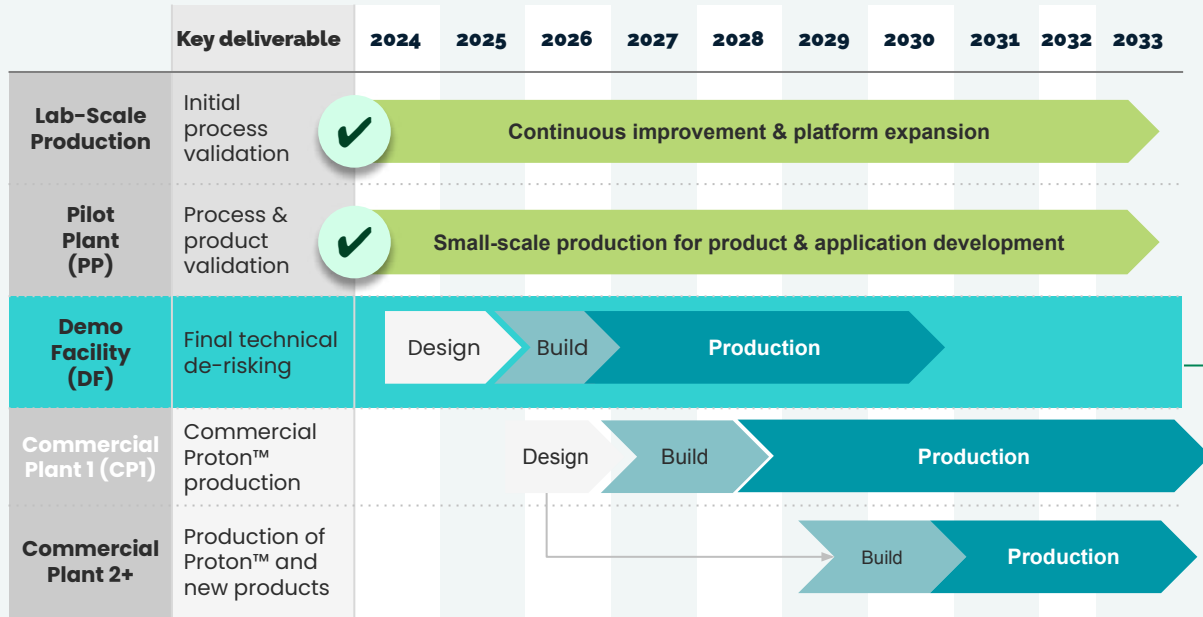 Key deliverable 2024 2025 2026 2027 2028 2029 2030 2031 2032 2033
Lab-Scale
Production
Initial
process
validation
Continuous improvement & platform expansion
Pilot
Plant
(PP)
Process &
product
validation
Small-scale production for product & application development
Demo
Facility
(DF)
Final technical
de-risking
Design
Build
Production
Commercial
Plant 1 (CP1)
Commercial
Proton™
production
Design
Build
Production
Commercial
Plant 2+
Production of
Proton™ and
new products
Build
Production